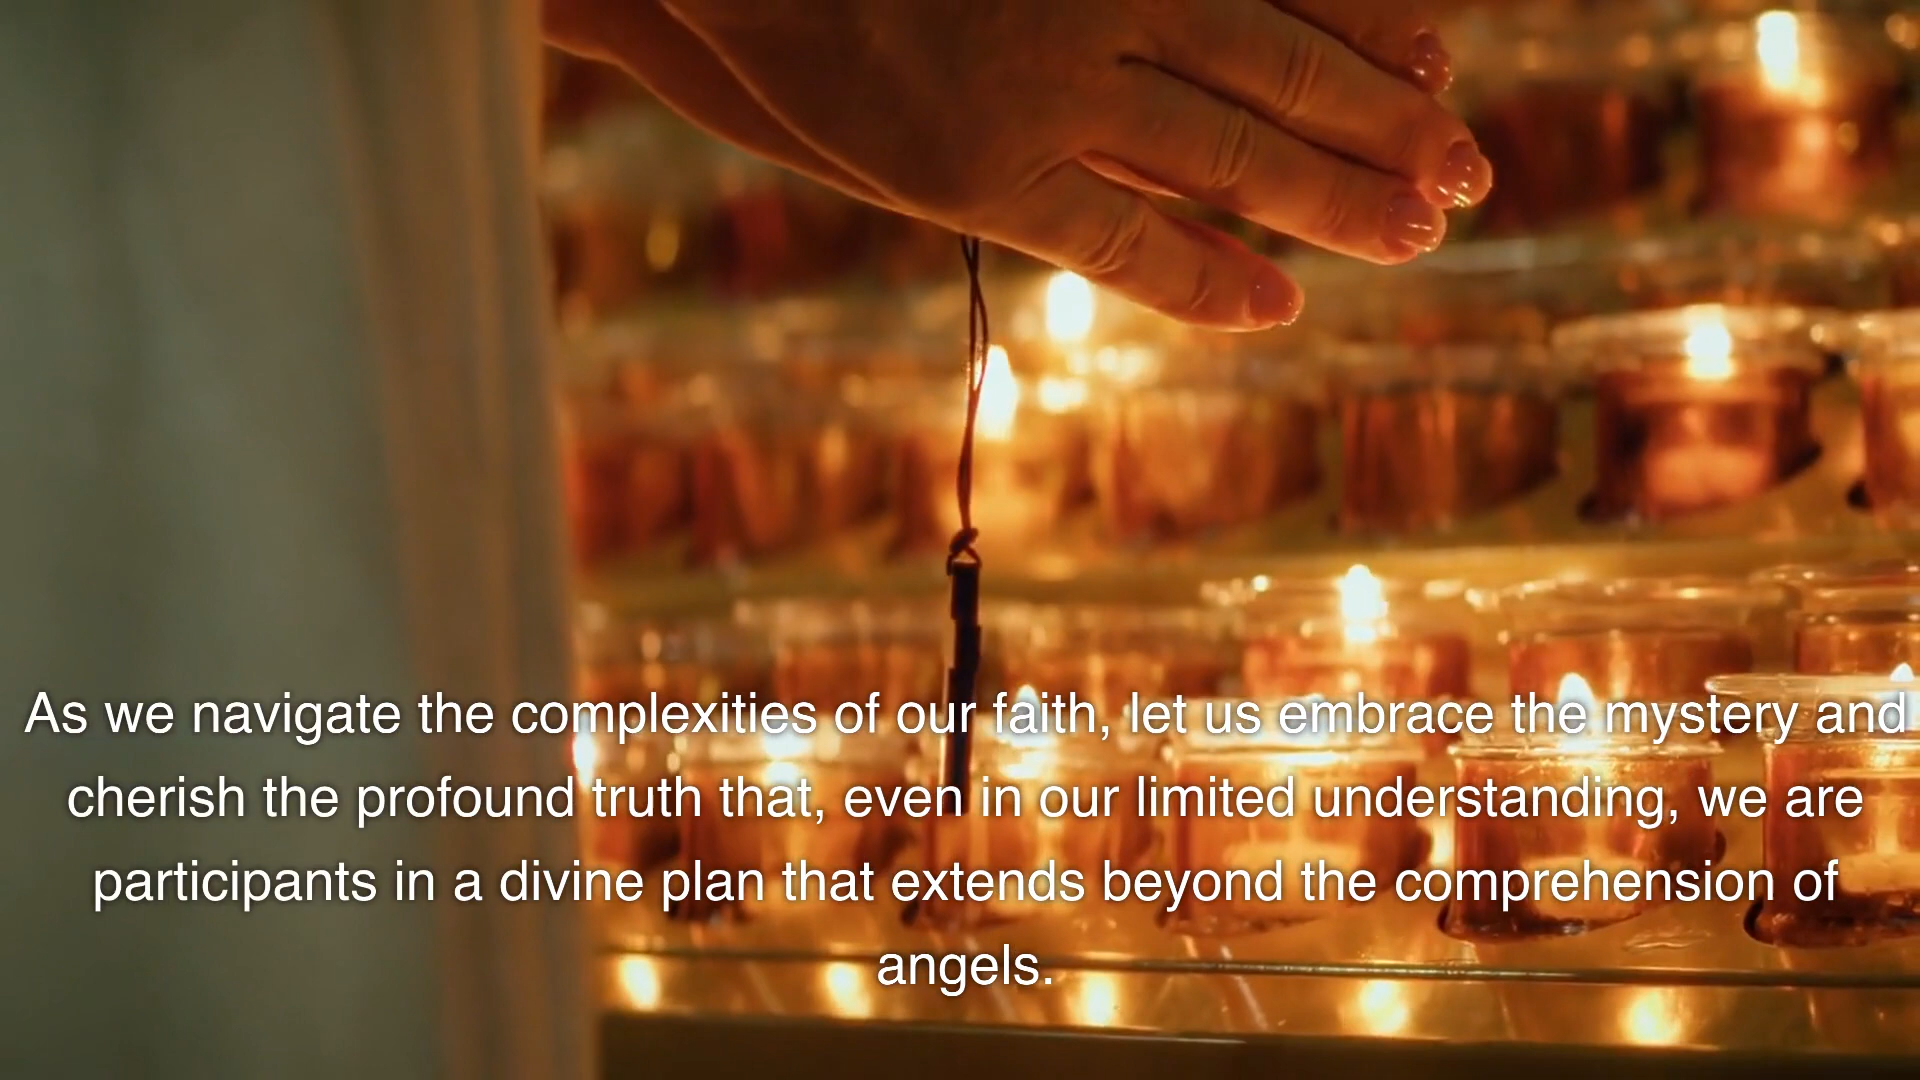 As we navigate the complexities of our faith, let us embrace the mystery and
cherish the profound truth that, even in our limited understanding, we are
participants in a divine plan that extends beyond the comprehension of
angels.